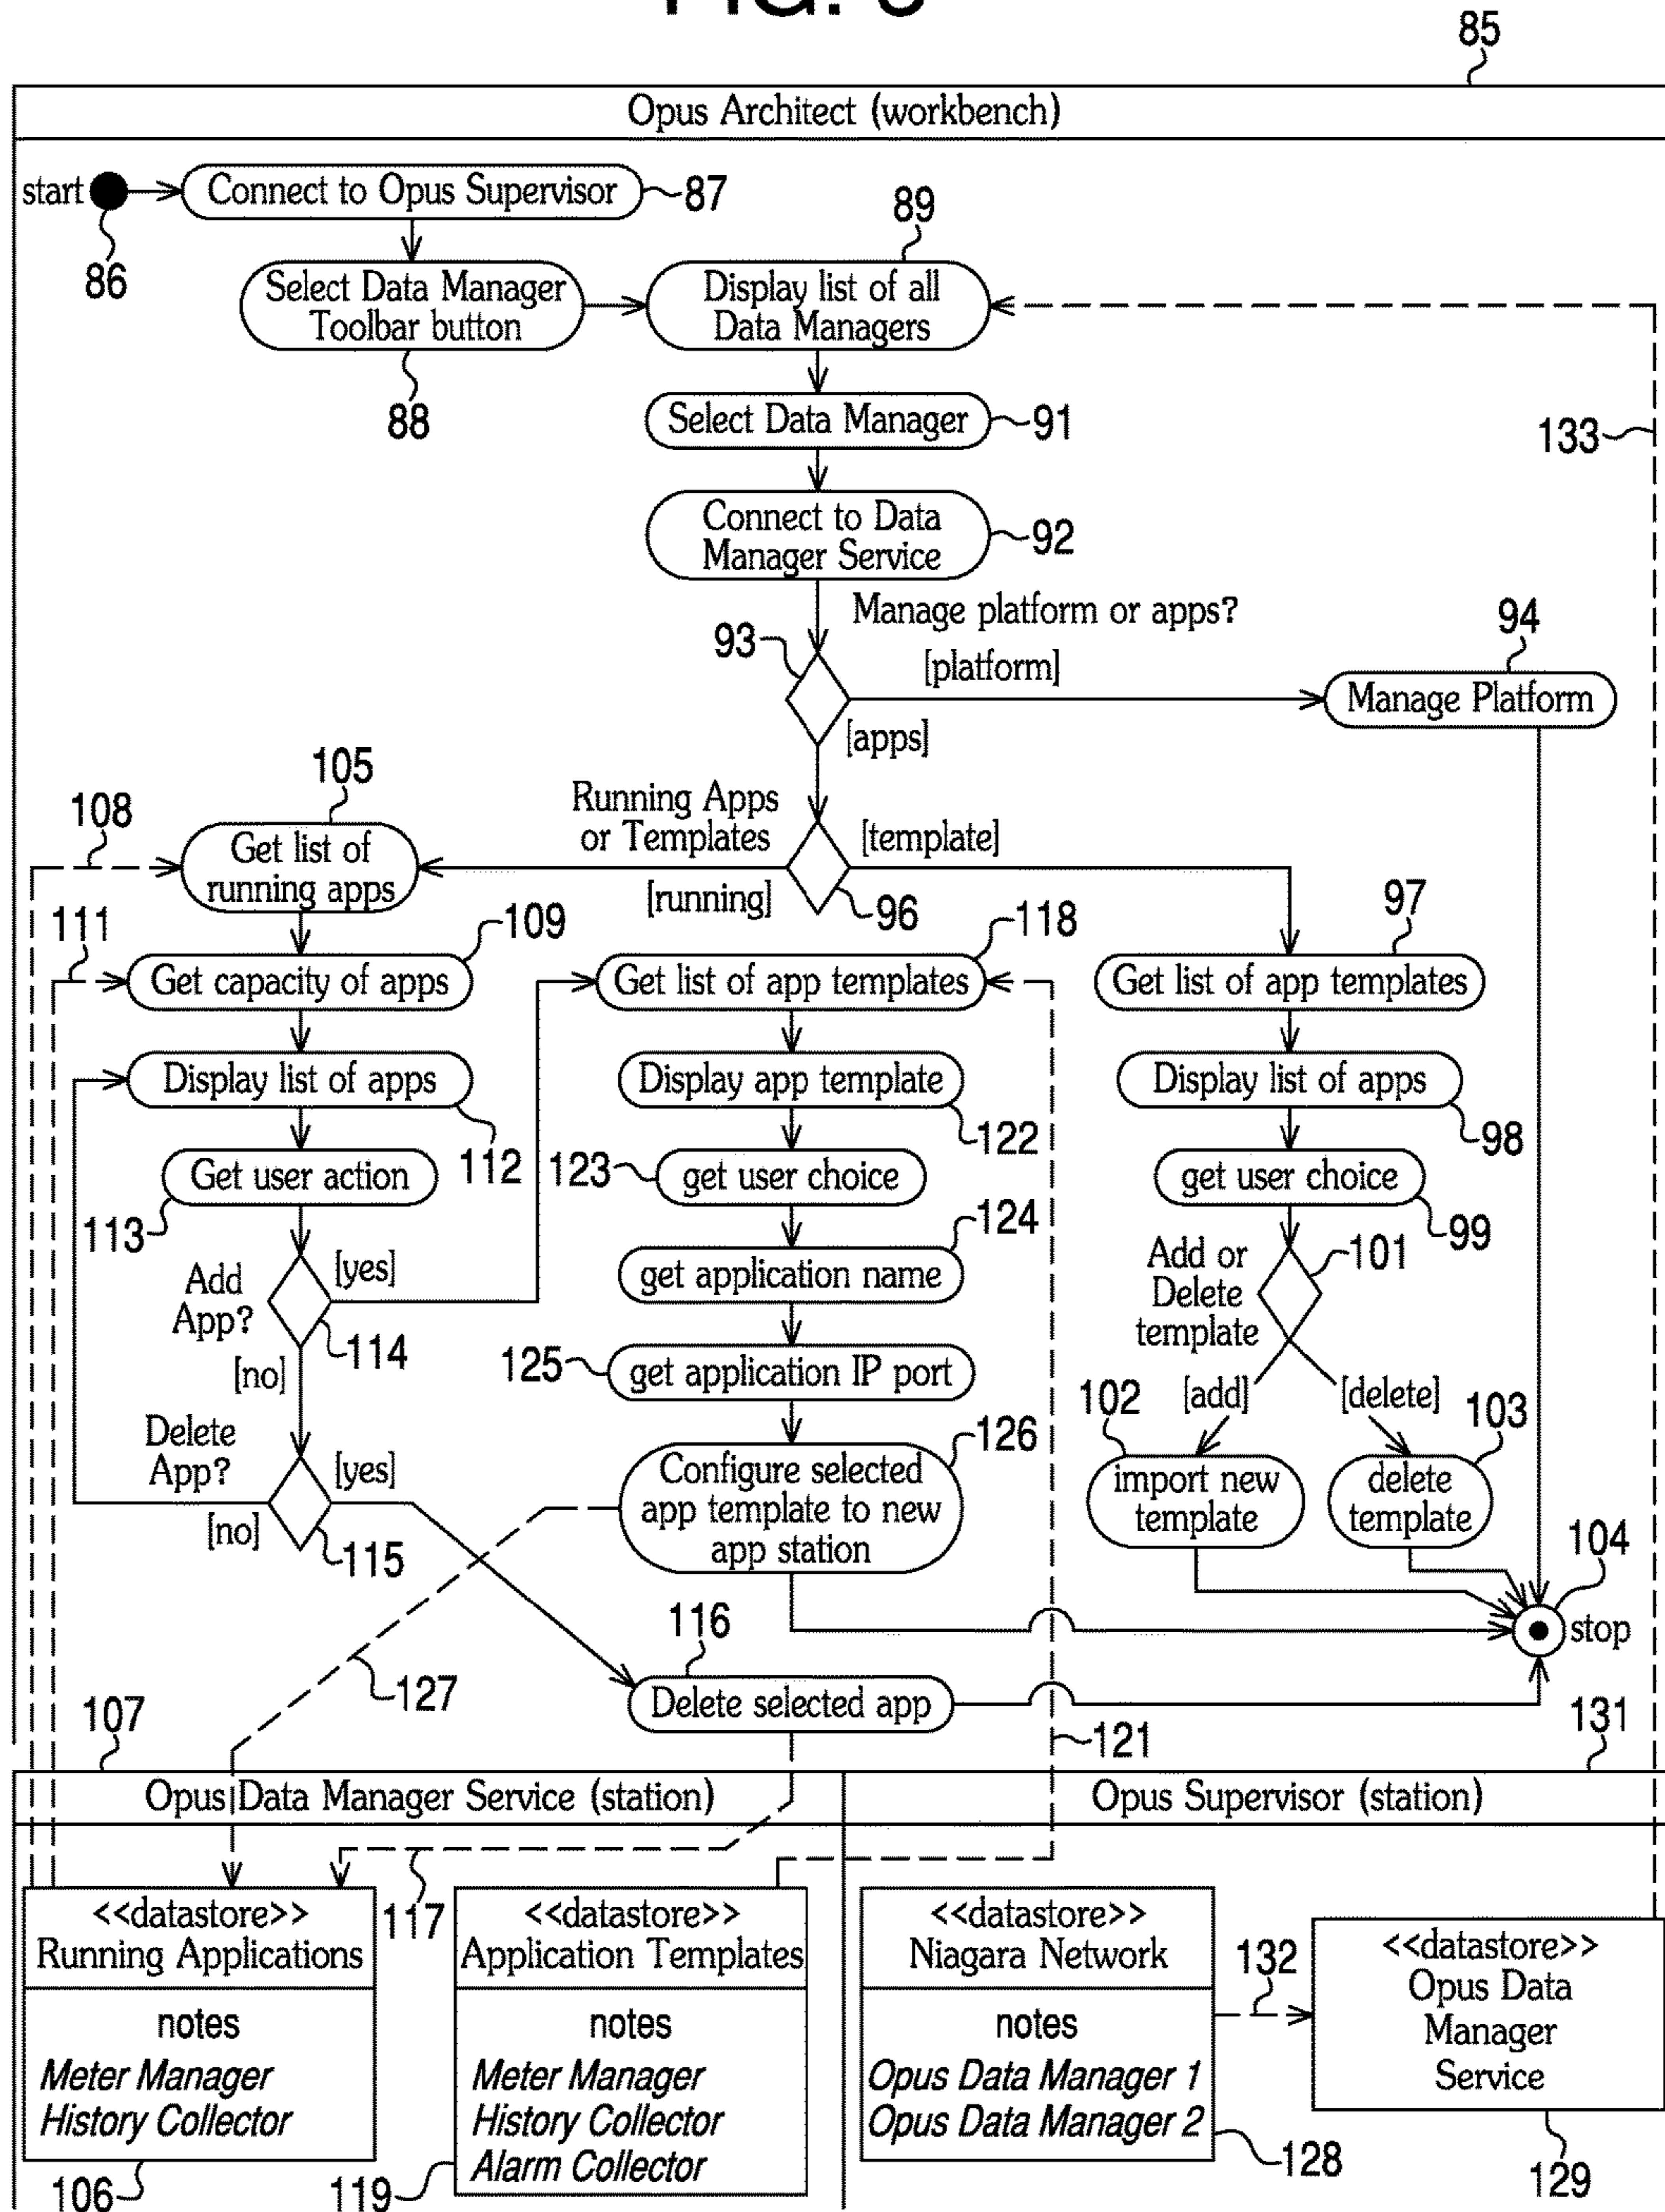 85
Opus Architect (workbench)
start
Connect to Opus Supervisor
87
86
89
Select Data Manager
Toolbar button
88
Display list of all
Data Managers
Select Data Manager
91
133
Connect to Data
Manager Service
92
Manage platform or apps?
93
[platform]
94
Manage Platform
[apps]
105
108
Get list of
running apps
Running Apps
or Templates
[template]
[running]
96
97
111
109
118
Get capacity of apps
Get list of app templates
Get list of app templates
Display list of apps
Display app template
Display list of apps
112
122
98
Get user action
123
get user choice
get user choice
113
124
99
Add
App?
[yes]
get application name
Add or
Delete
template
101
114
[no]
125
get application IP port
102
[add]
[delete]
103
Delete
App?
[yes]
126
Configure selected
app template to new
app station
import new
template
delete
template
[no]
115
104
stop
116
127
Delete selected app
107
121
131
Opus Data Manager Service (station)
Opus Supervisor (station)
<<datastore>>
Running Applications
notes
Meter Manager
History Collector
106
117
<<datastore>>
Application Templates
notes
Meter Manager
History Collector
Alarm Collector
119
<<datastore>>
Niagara Network
notes
Opus Data Manager 1
Opus Data Manager 2
128
132
<<datastore>>
Opus Data
Manager
Service
129